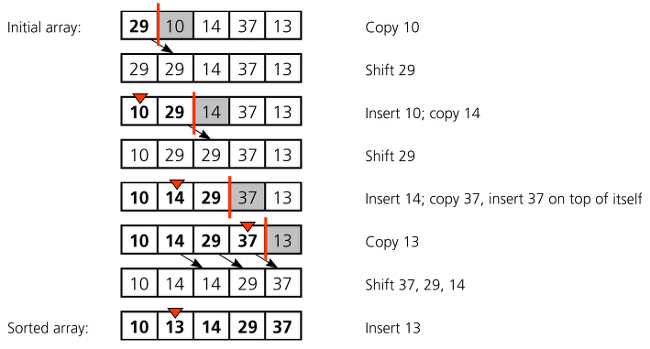 Initial array: 29 10 14 37 13 Copy 10
29 29 14 37 13 Shift 29
10 29 14 37 13 Insert 10; copy 14
10 29 29 37 13 Shift 29
10 14 29 37 13 Insert 14; copy 37, insert 37 on top of itself
10 14 29 37 13 Copy 13
10 14 14 29 37 Shift 37, 29, 14
Sorted array: 10 13 14 29 37 Insert 13